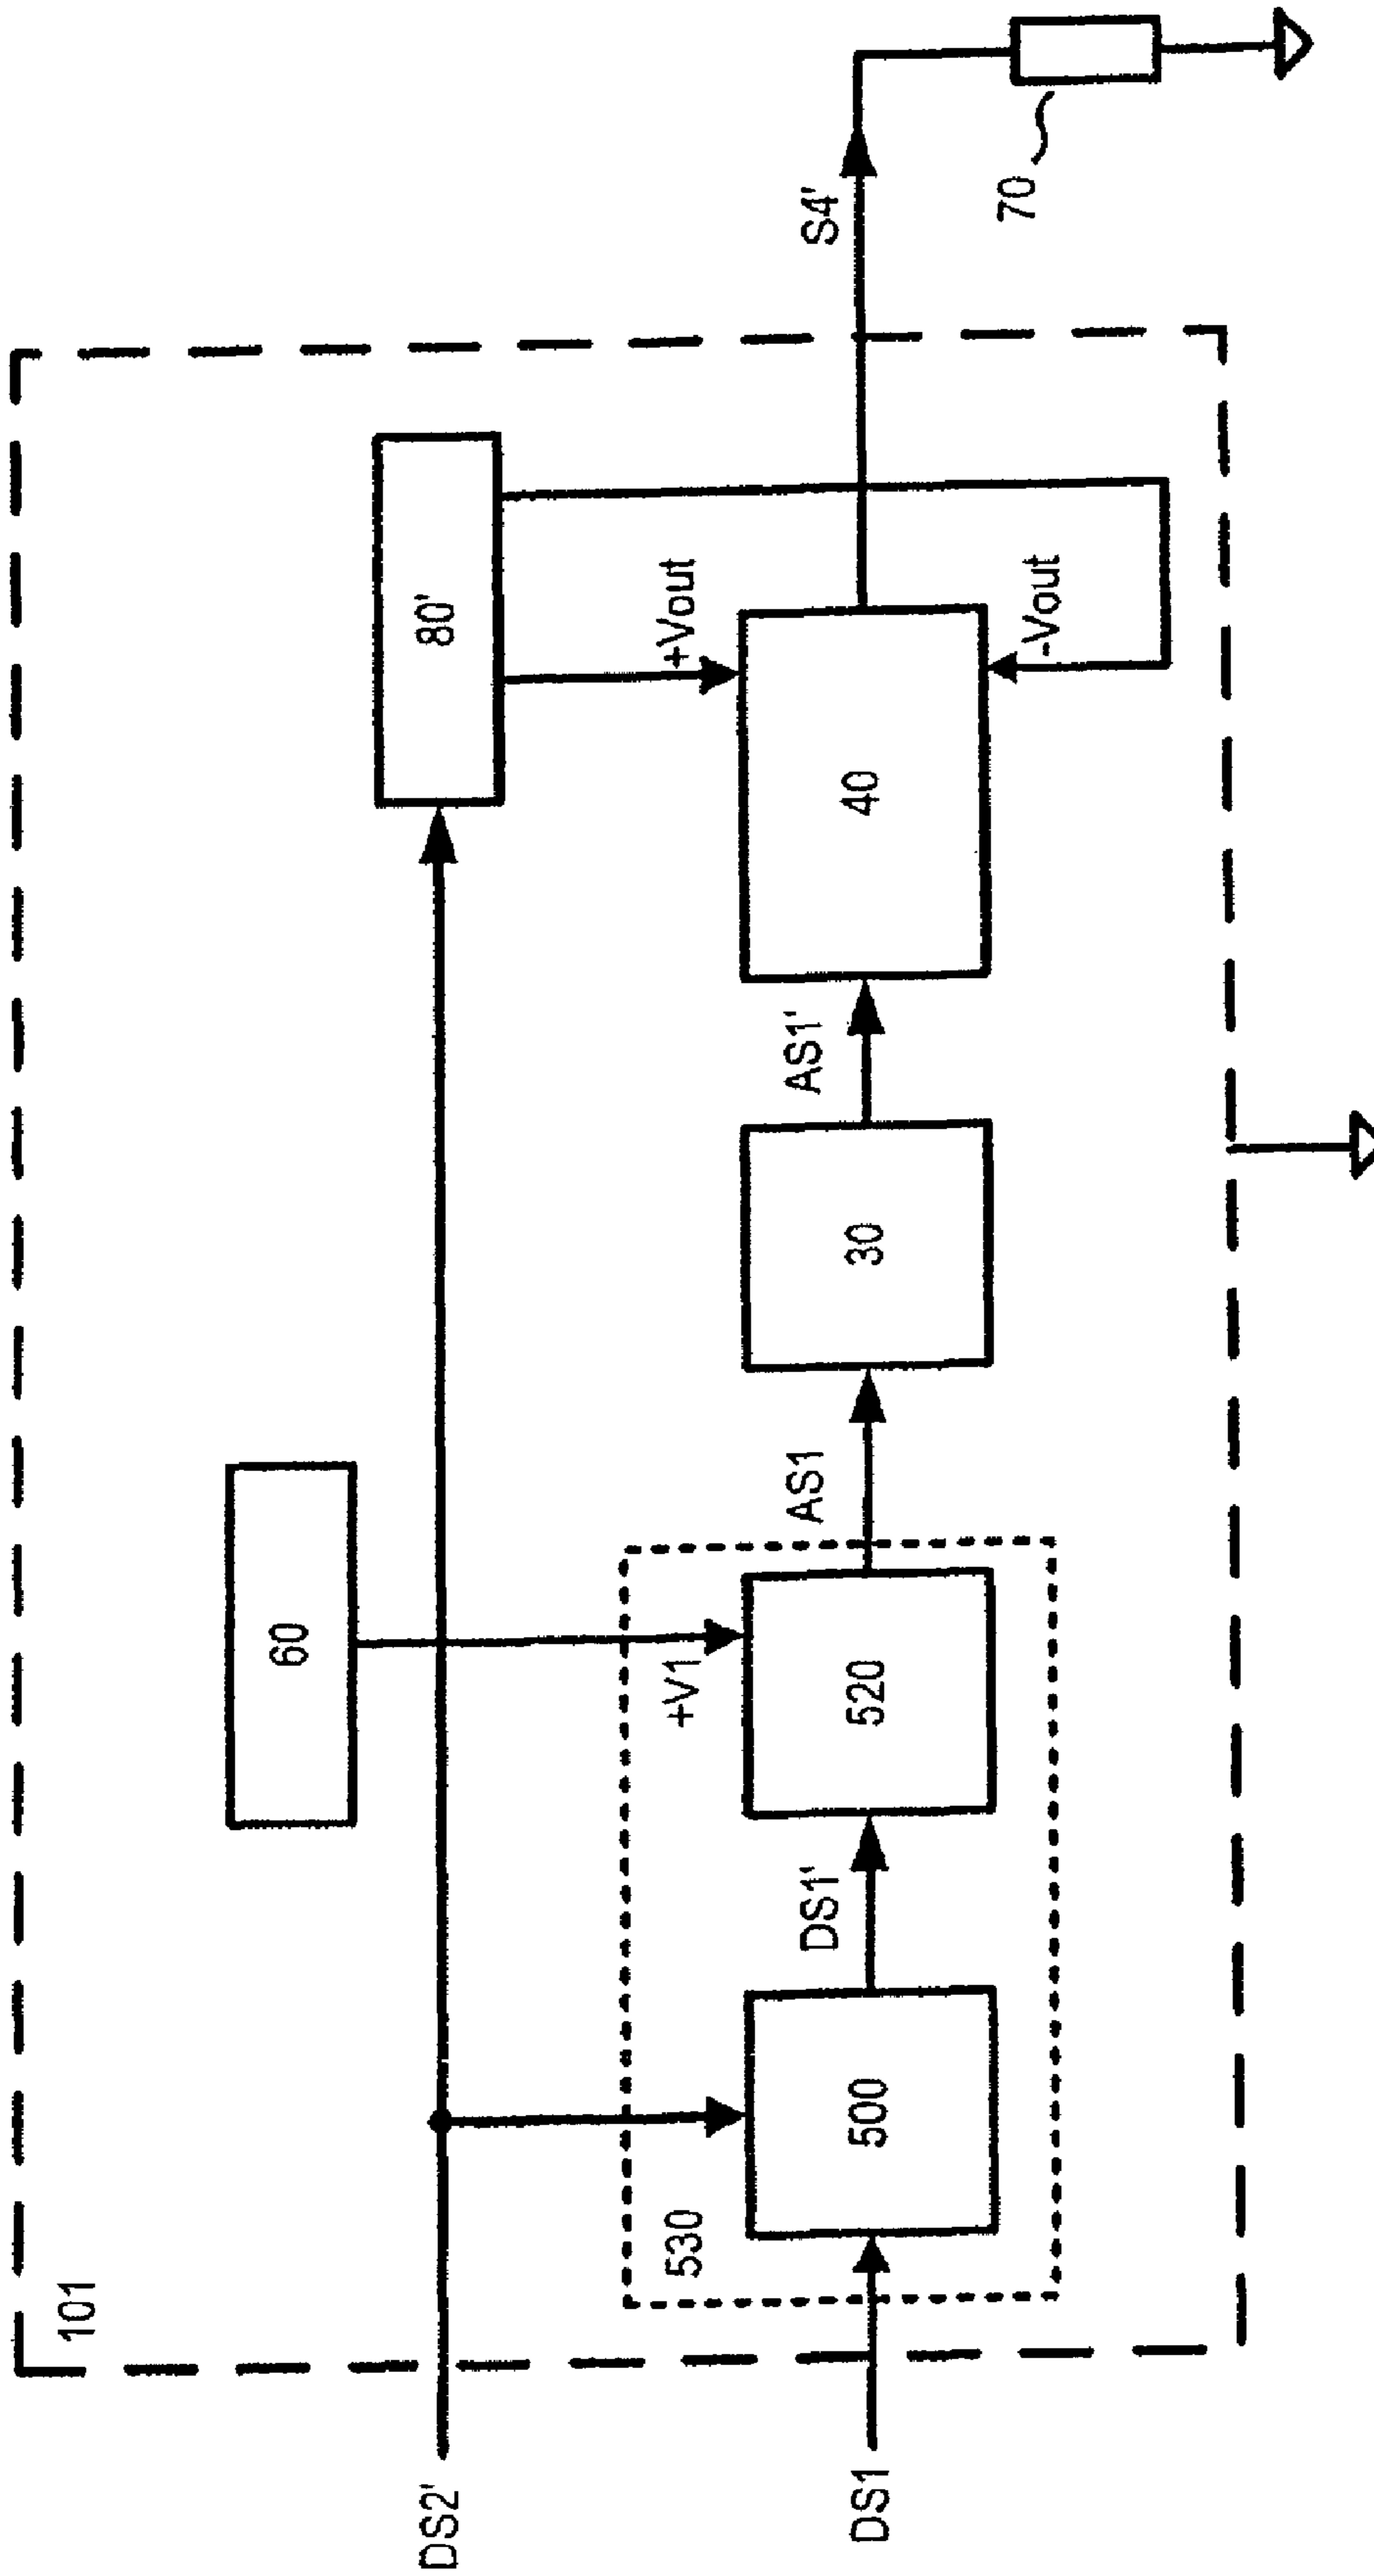 101
60
80'
DS2'
+V1
+Vout
530
DS1
500
DS1'
520
AS1
30
AS1'
40
-Vout
S4'
70